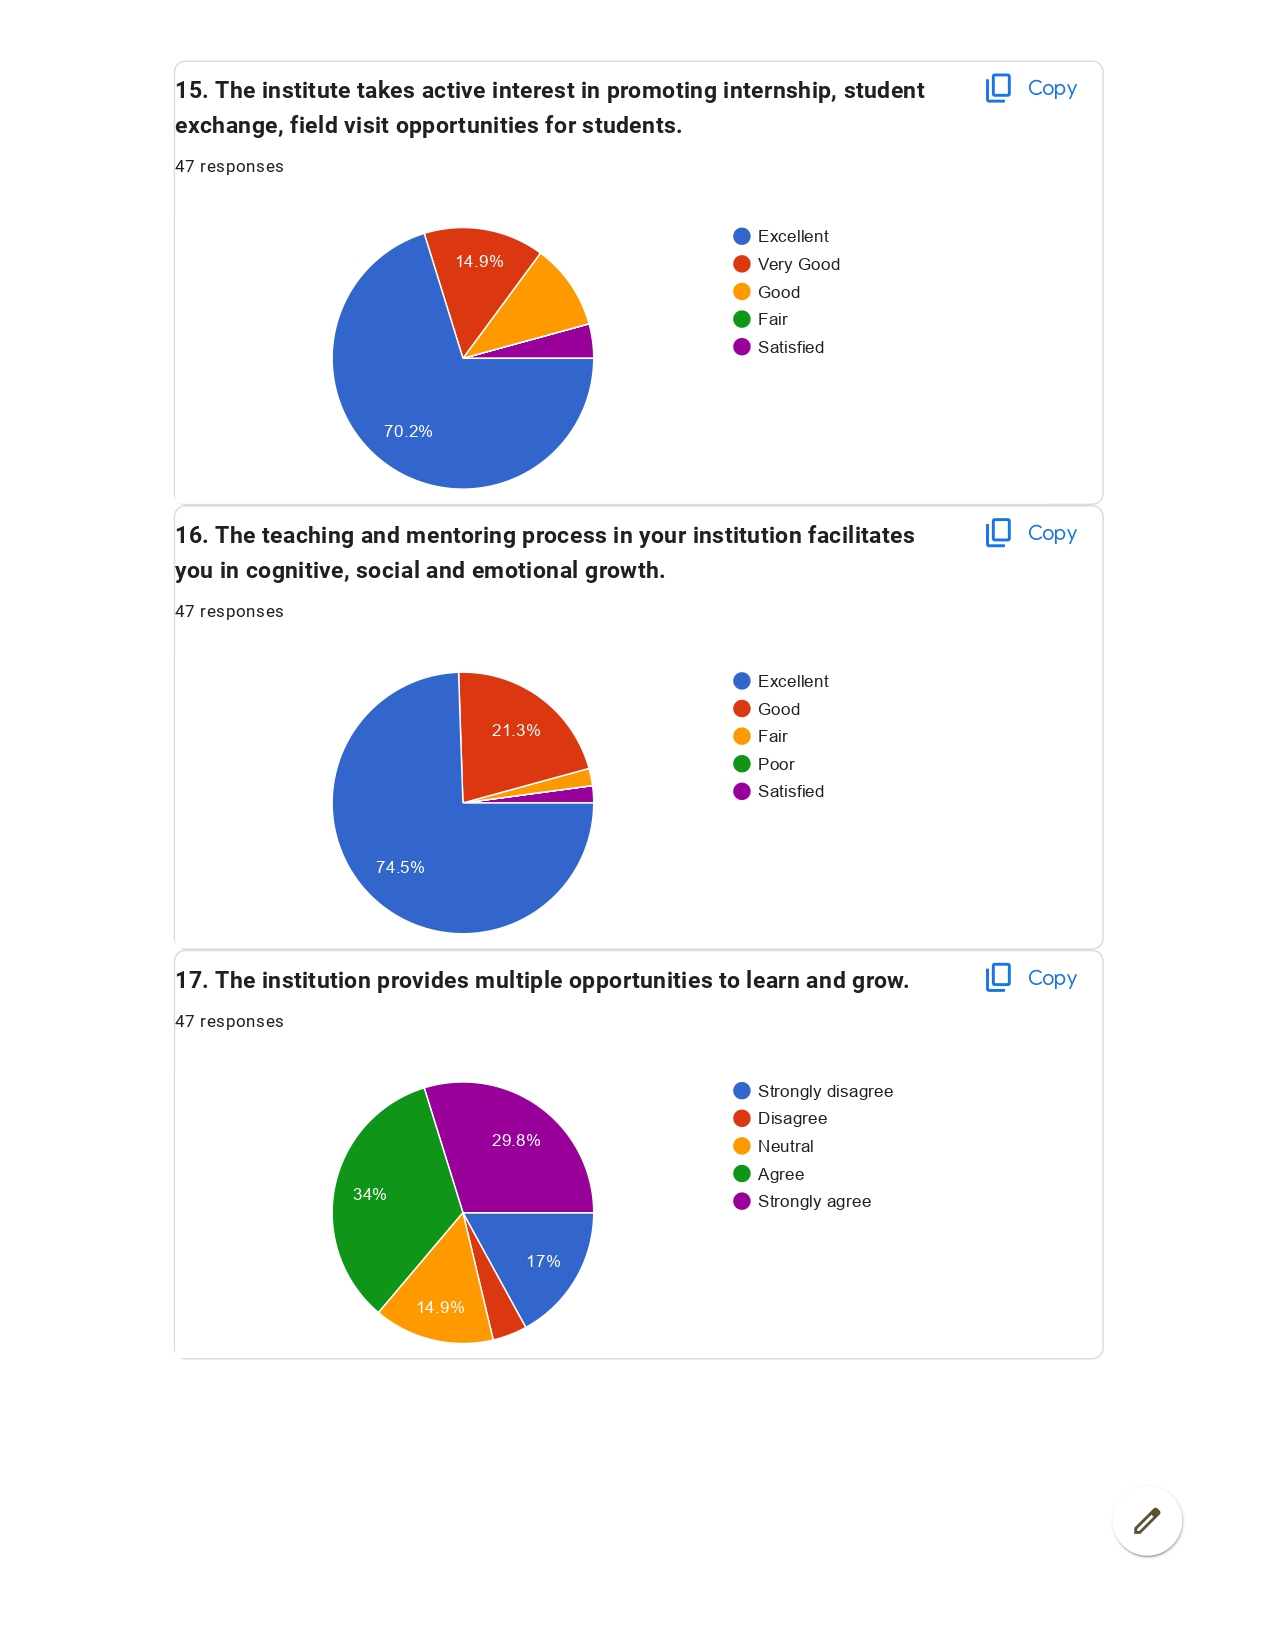 15. The institute takes active interest in promoting internship, student
exchange, field visit opportunities for students.
Copy
47 responses
Excellent
Very Good
Good
Fair
Satisfied
14.9%
70.2%
16. The teaching and mentoring process in your institution facilitates
you in cognitive, social and emotional growth.
Copy
47 responses
Excellent
Good
Fair
Poor
Satisfied
21.3%
74.5%
17. The institution provides multiple opportunities to learn and grow.
Copy
47 responses
Strongly disagree
Disagree
Neutral
Agree
Strongly agree
29.8%
34%
17%
14.9%